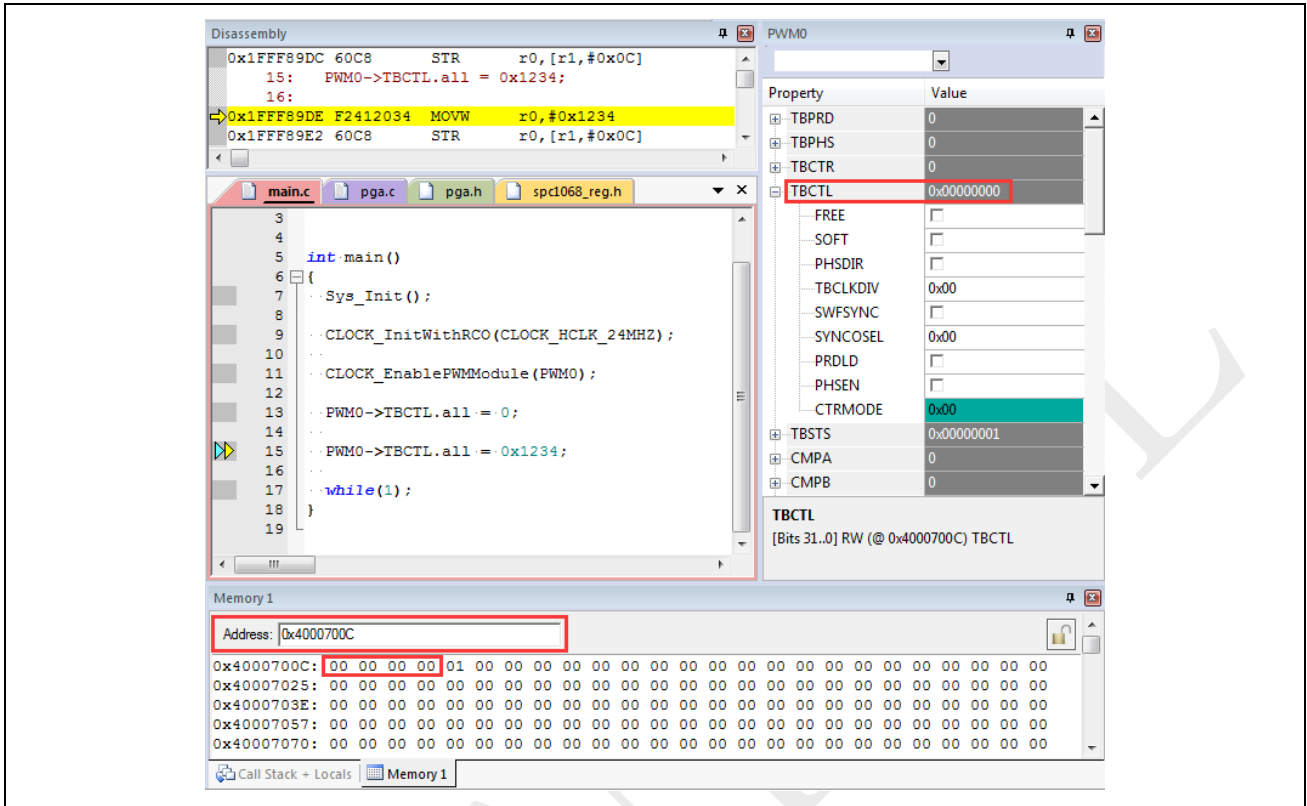 Disassembly
0x1FFF89DC 60C8 STR r0,[r1,#0x0C]
15: PWM0->TBCTL.all = 0x1234;
16:
0x1FFF89DE F2412034 MOVW r0,#0x1234
0x1FFF89E2 60C8 STR r0,[r1,#0x0C]
main.c pga.c pga.h spc1068_reg.h
3
4
5 int main()
6 {
7 Sys_Init();
8
9 CLOCK_InitWithRCO(CLOCK_HCLK_24MHZ);
10
11 CLOCK_EnablePWMModule(PWM0);
12
13 PWM0->TBCTL.all = 0;
14
15 PWM0->TBCTL.all = 0x1234;
16
17 while(1);
18 }
19
PWM0
Property Value
TBPRD 0
TBPHS 0
TBCTR 0
TBCTL 0x00000000
FREE
SOFT
PHSDIR
TBCLKDIV 0x00
SWFSYNC
SYNCOSEL 0x00
PRDLD
PHSEN
CTRMODE 0x00
TBSTS 0x00000001
CMPA 0
CMPB 0
TBCTL
[Bits 31..0] RW (@ 0x4000700C) TBCTL
Memory 1
Address: 0x4000700C
0x4000700C: 00 00 00 00 01 00 00 00 00 00 00 00 00 00 00 00 00 00 00 00 00 00 00 00 00
0x40007025: 00 00 00 00 00 00 00 00 00 00 00 00 00 00 00 00 00 00 00 00 00 00 00 00 00
0x4000703E: 00 00 00 00 00 00 00 00 00 00 00 00 00 00 00 00 00 00 00 00 00 00 00 00 00
0x40007057: 00 00 00 00 00 00 00 00 00 00 00 00 00 00 00 00 00 00 00 00 00 00 00 00 00
0x40007070: 00 00 00 00 00 00 00 00 00 00 00 00 00 00 00 00 00 00 00 00 00 00 00 00 00
Call Stack + Locals Memory 1